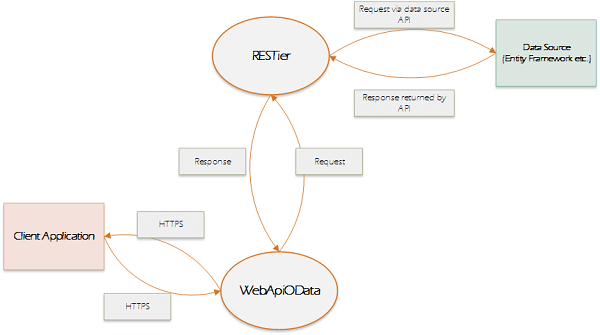 Request via data source
API
RESTier
Data Source
(Entity Framework etc.)
Response returned by
API
Response
Request
Client Application
HTTPS
WebApiOData
HTTPS